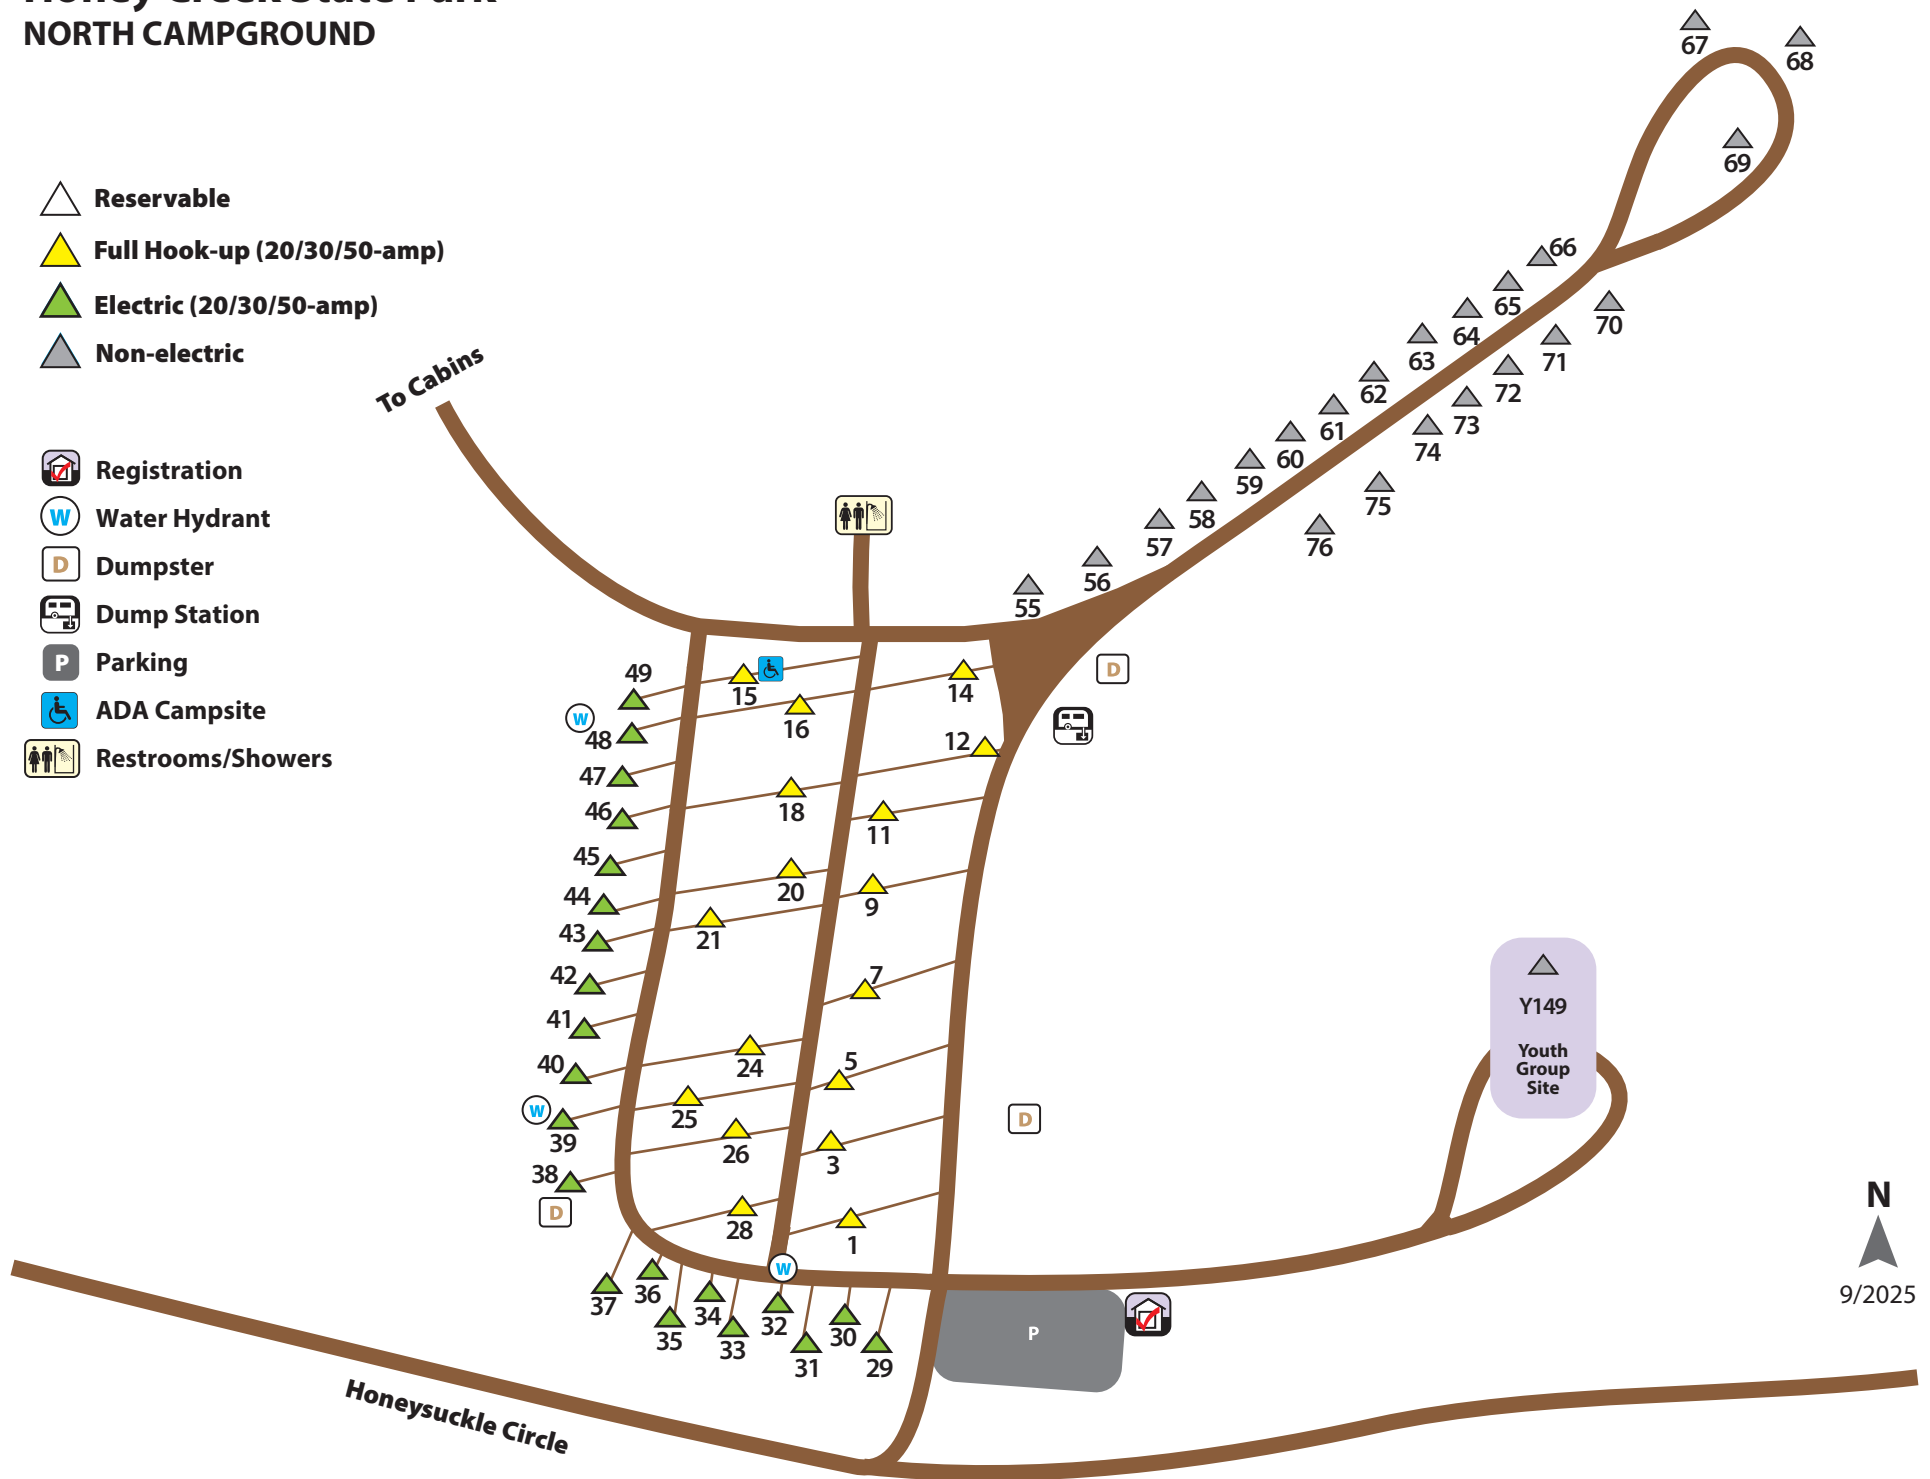 Honey Creek State Park
NORTH CAMPGROUND
Reservable
Full Hook-up (20/30/50-amp)
Electric (20/30/50-amp)
Non-electric
Registration
W
Water Hydrant
D
Dumpster
Dump Station
P
Parking
ADA Campsite
Restrooms/Showers
To Cabins
67
68
69
66
65
64
63
62
61
60
59
58
57
56
55
70
71
72
73
74
75
76
D
49
W
48
47
46
45
44
43
42
41
40
W
39
38
D
15
16
14
12
18
11
20
9
21
7
24
5
25
26
3
28
1
D
W
37
36
35
34
33
32
31
30
29
P
Y149
Youth
Group
Site
N
9/2025
Honeysuckle Circle